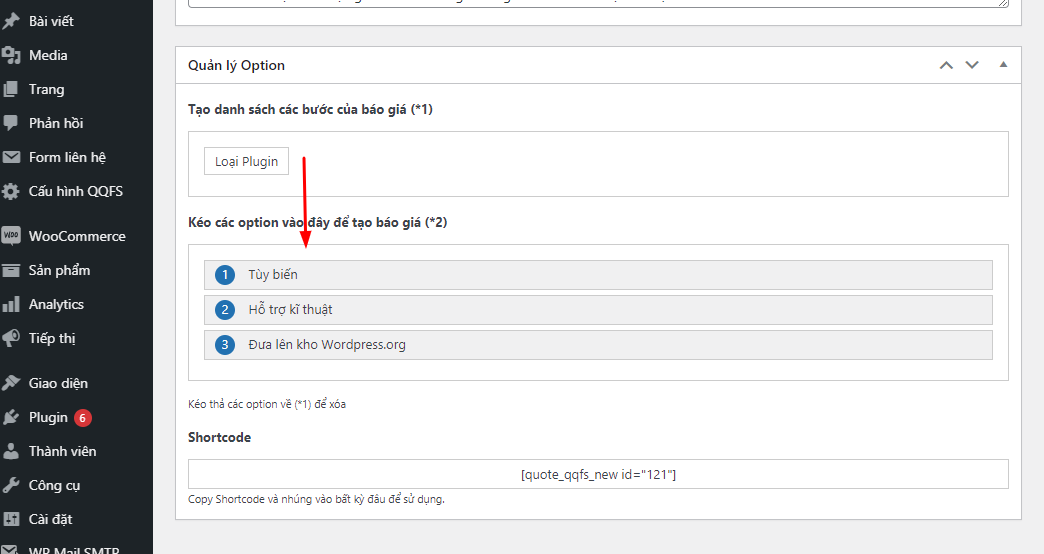 Bài viết
Media
Trang
Phản hồi
Form liên hệ
Cấu hình QQFS
WooCommerce
Sản phẩm
Analytics
Tiếp thị
Giao diện
Plugin 6
Thành viên
Công cụ
Cài đặt
WP Mail SMTP
Quản lý Option
Tạo danh sách các bước của báo giá (*1)
Loại Plugin
Kéo các option vào đây để tạo báo giá (*2)
1 Tùy biến
2 Hỗ trợ kĩ thuật
3 Đưa lên kho Wordpress.org
Kéo thả các option về (*1) để xóa
Shortcode
[quote_qqfs_new id="121"]
Copy Shortcode và nhúng vào bất kỳ đâu để sử dụng.